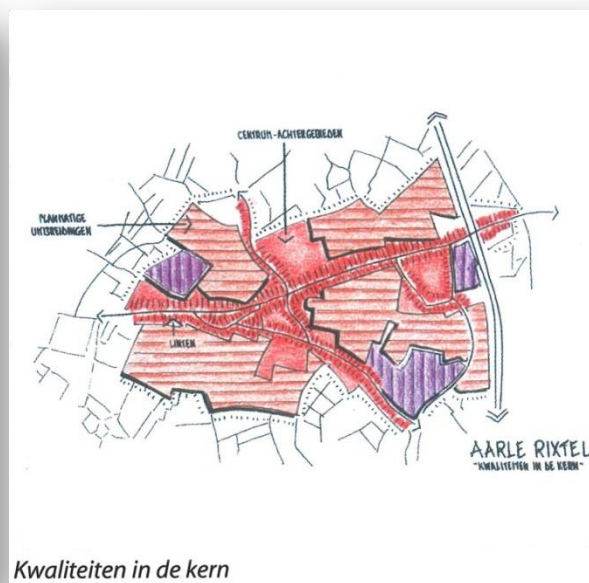 CENTRUM-ACHTERGEBIEDEN
PLANMATIGE
UITBREIDINGEN
LINTEN
AARLE RIXTEL
-KWALITEITEN IN DE KERN-
Kwaliteiten in de kern